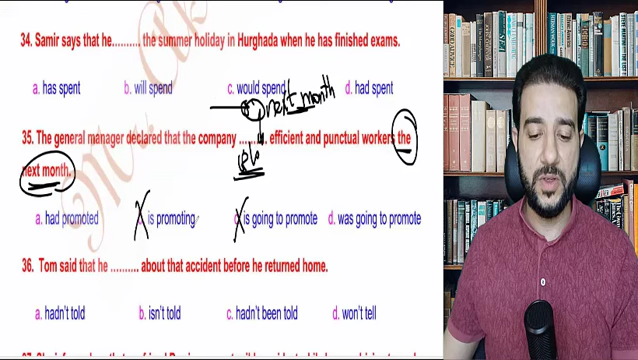 34. Samir says that he.......... the summer holiday in Hurghada when he has finished exams.
a. has spent b. will spend c. would spend d. had spent
next month
35. The general manager declared that the company .......... efficient and punctual workers the
next month.
a. had promoted b. is promoting c. is going to promote d. was going to promote
36. Tom said that he .......... about that accident before he returned home.
a. hadn't told b. isn't told c. hadn't been told d. won't tell